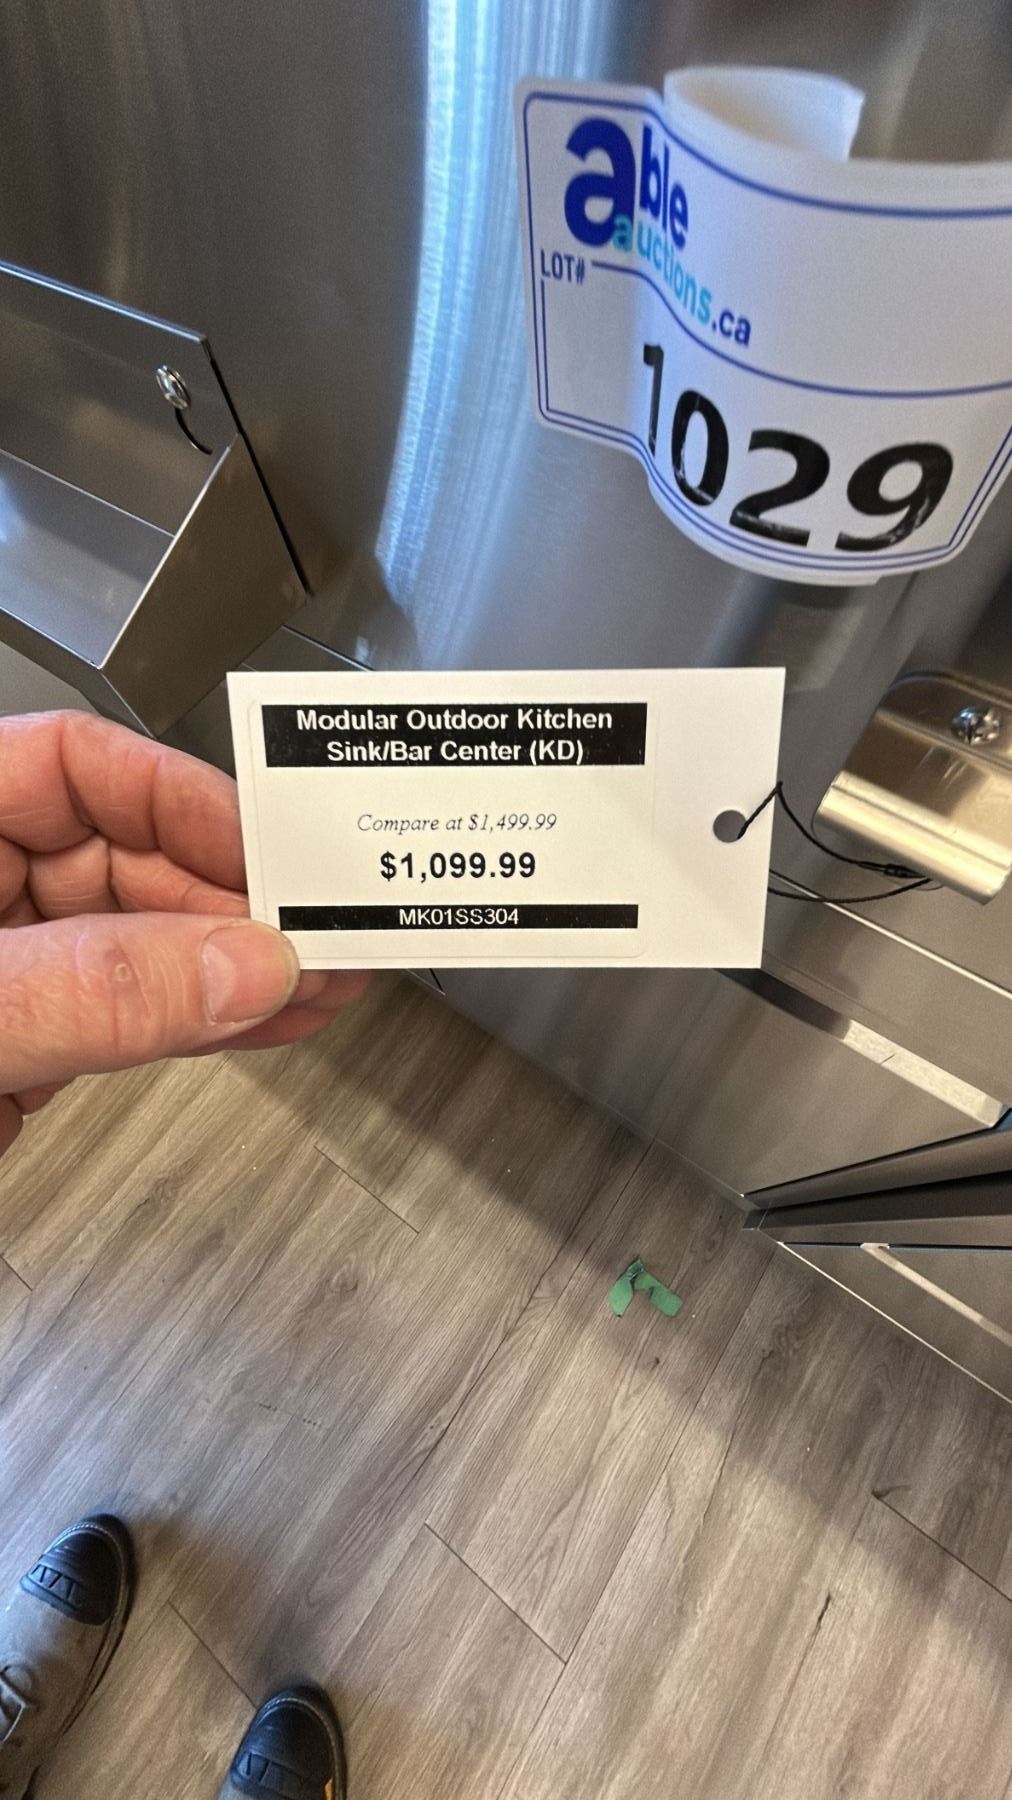 able
auctions.ca
LOT#
1029
Modular Outdoor Kitchen
Sink/Bar Center (KD)
Compare at $1,499.99
$1,099.99
MK01SS304